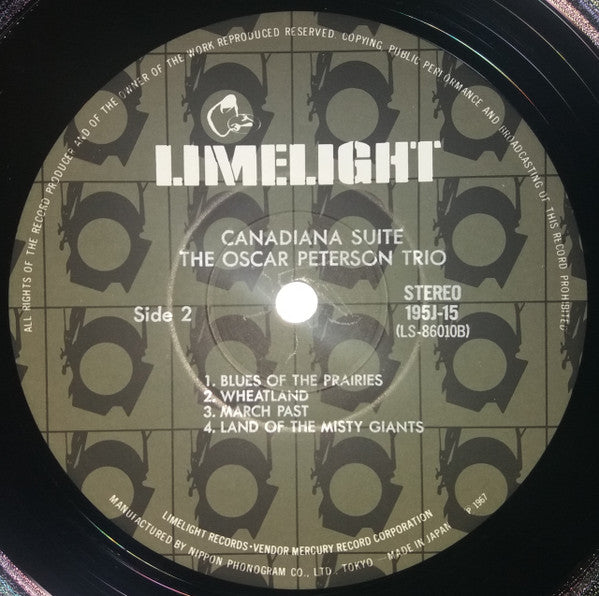 ALL RIGHTS OF THE RECORD PRODUCER AND OF THE OWNER OF THE WORK REPRODUCED RESERVED. COPYING, PUBLIC PERFORMANCE AND BROADCASTING OF THIS RECORD PROHIBITED
LIMELIGHT
CANADIANA SUITE
THE OSCAR PETERSON TRIO
Side 2
STEREO
195J-15
(LS-86010B)
1. BLUES OF THE PRAIRIES
2. WHEATLAND
3. MARCH PAST
4. LAND OF THE MISTY GIANTS
LIMELIGHT RECORDS • VENDOR MERCURY RECORD CORPORATION
MANUFACTURED BY NIPPON PHONOGRAM CO., LTD., TOKYO — MADE IN JAPAN P 1967